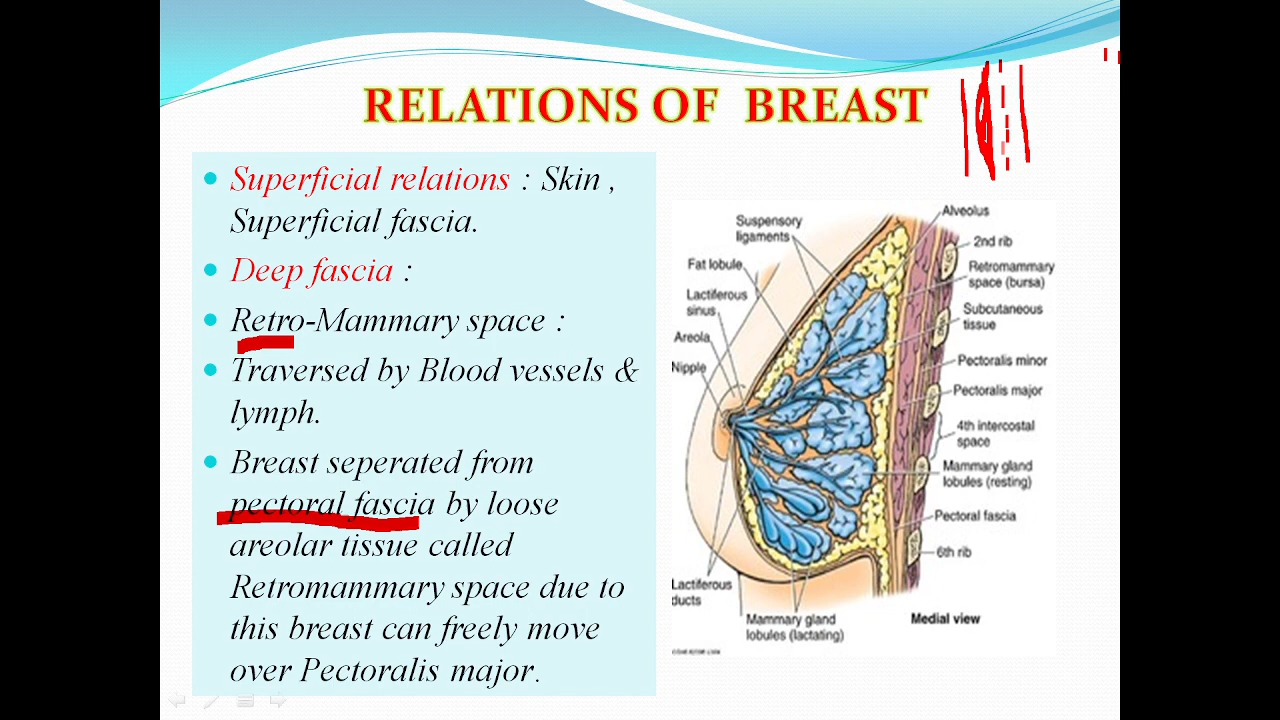 RELATIONS OF BREAST
Superficial relations : Skin ,
Superficial fascia.
Deep fascia :
Retro-Mammary space :
Traversed by Blood vessels &
lymph.
Breast seperated from
pectoral fascia by loose
areolar tissue called
Retromammary space due to
this breast can freely move
over Pectoralis major.
Suspensory
ligaments
Fat lobule
Lactiferous
sinus
Areola
Nipple
Lactiferous
ducts
Mammary gland
lobules (lactating)
Alveolus
2nd rib
Retromammary
space (bursa)
Subcutaneous
tissue
Pectoralis minor
Pectoralis major
4th intercostal
space
Mammary gland
lobules (resting)
Pectoral fascia
6th rib
Medial view